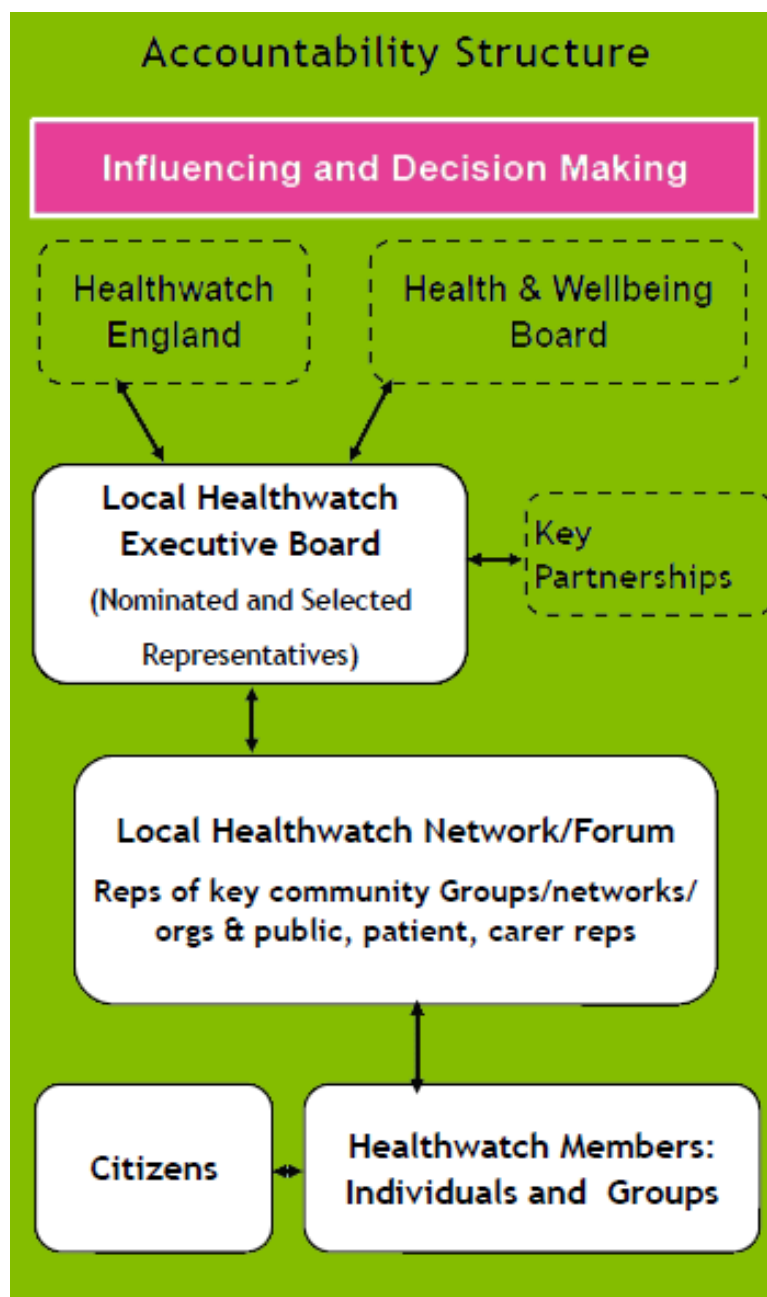 Accountability Structure
Influencing and Decision Making
Healthwatch
England
Health & Wellbeing
Board
Local Healthwatch
Executive Board
(Nominated and Selected
Representatives)
Key
Partnerships
Local Healthwatch Network/Forum
Reps of key community Groups/networks/
orgs & public, patient, carer reps
Citizens
Healthwatch Members:
Individuals and Groups